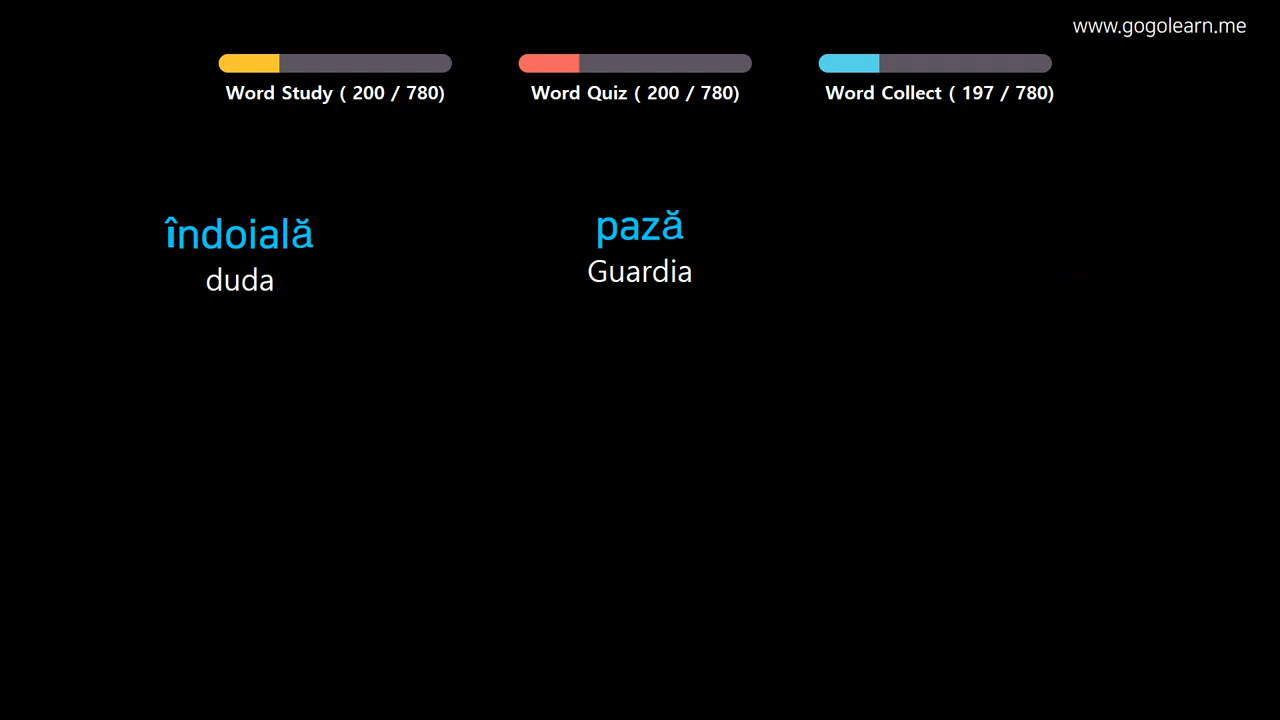 www.gogolearn.me
Word Study ( 200 / 780)
Word Quiz ( 200 / 780)
Word Collect ( 197 / 780)
îndoială
duda
pază
Guardia